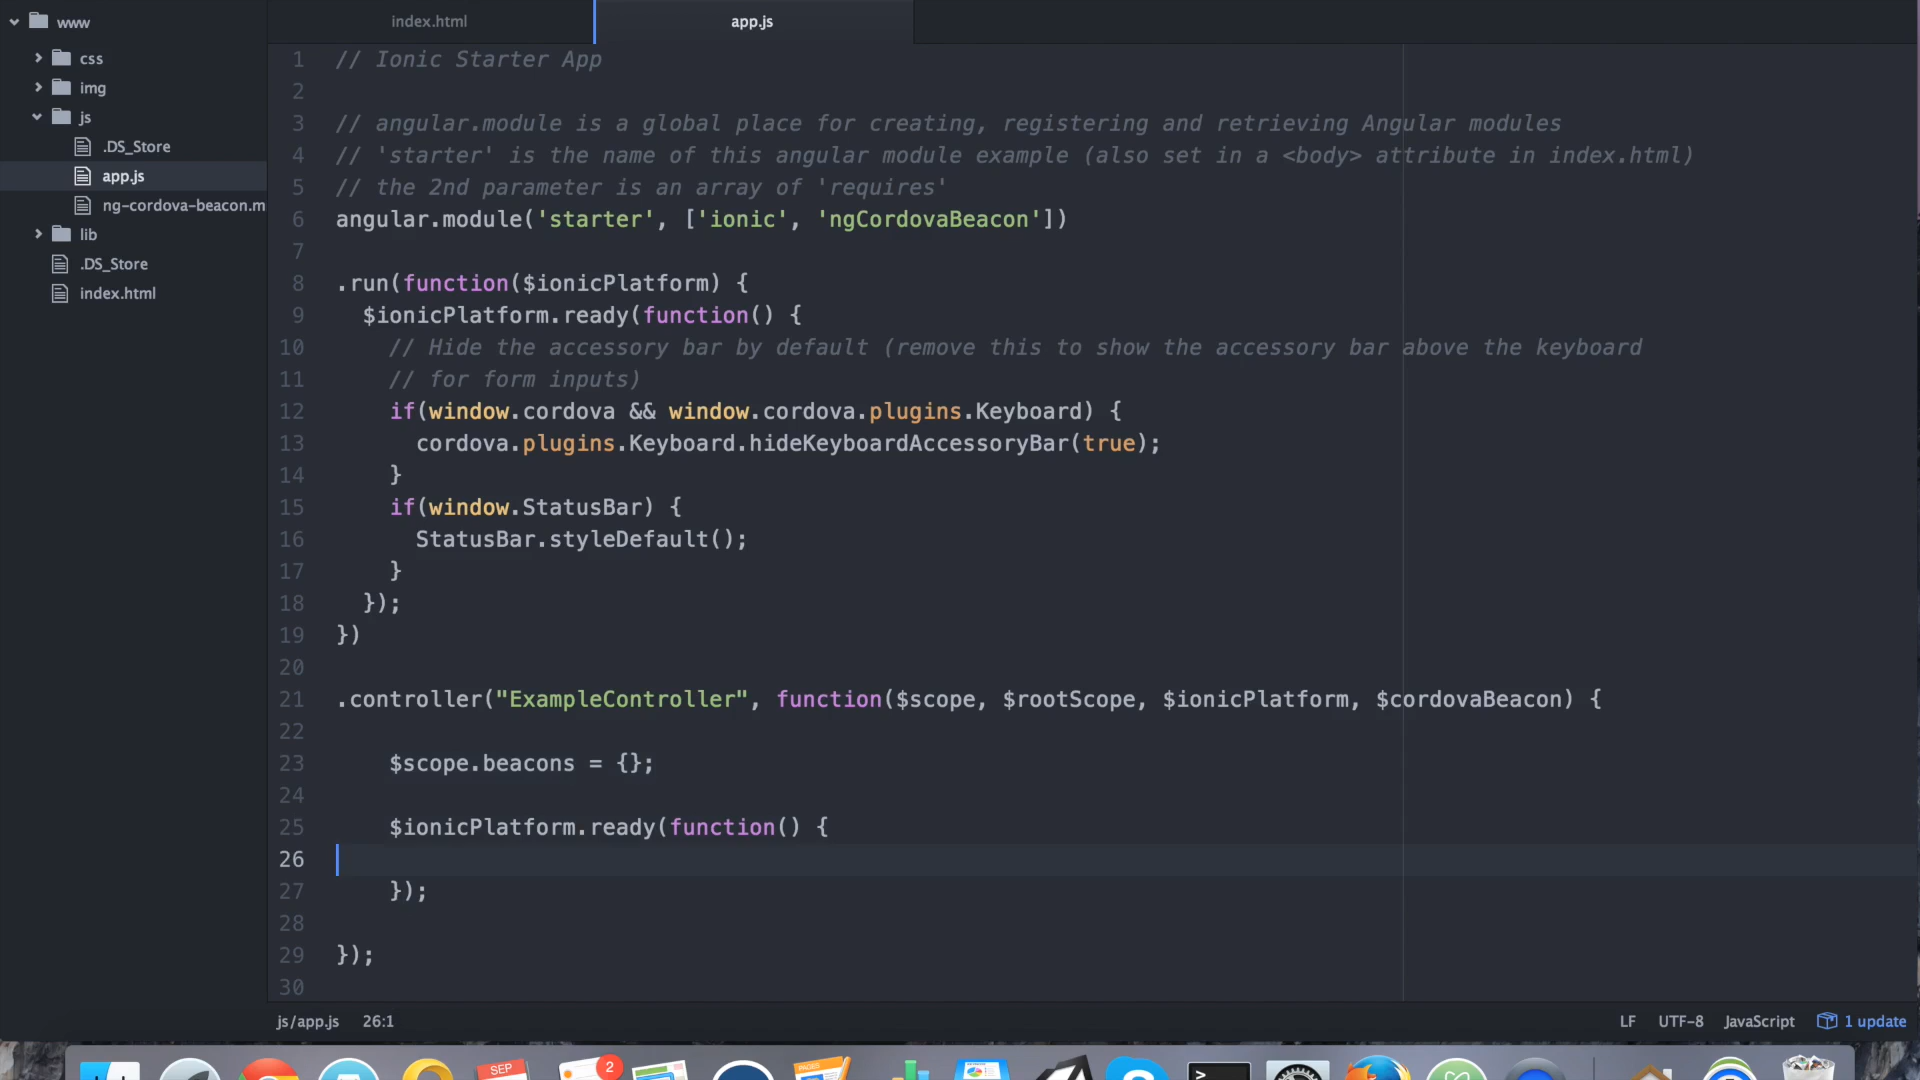 www
css
img
js
.DS_Store
app.js
ng-cordova-beacon.m
lib
.DS_Store
index.html
index.html
app.js
1 // Ionic Starter App
2
3 // angular.module is a global place for creating, registering and retrieving Angular modules
4 // 'starter' is the name of this angular module example (also set in a <body> attribute in index.html)
5 // the 2nd parameter is an array of 'requires'
6 angular.module('starter', ['ionic', 'ngCordovaBeacon'])
7
8 .run(function($ionicPlatform) {
9 $ionicPlatform.ready(function() {
10 // Hide the accessory bar by default (remove this to show the accessory bar above the keyboard
11 // for form inputs)
12 if(window.cordova && window.cordova.plugins.Keyboard) {
13 cordova.plugins.Keyboard.hideKeyboardAccessoryBar(true);
14 }
15 if(window.StatusBar) {
16 StatusBar.styleDefault();
17 }
18 });
19 })
20
21 .controller("ExampleController", function($scope, $rootScope, $ionicPlatform, $cordovaBeacon) {
22
23 $scope.beacons = {};
24
25 $ionicPlatform.ready(function() {
26
27 });
28
29 });
30
js/app.js 26:1
LF UTF-8 JavaScript 1 update
SEP
2
PAGES